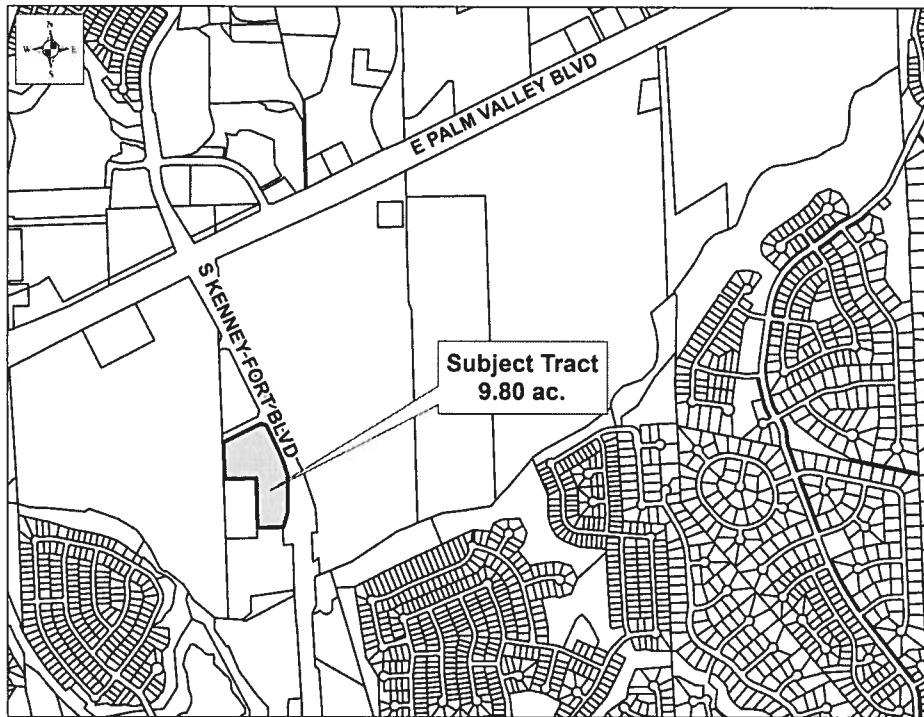 N
W E
S
E PALM VALLEY BLVD
S KENNEY FORT BLVD
Subject Tract
9.80 ac.